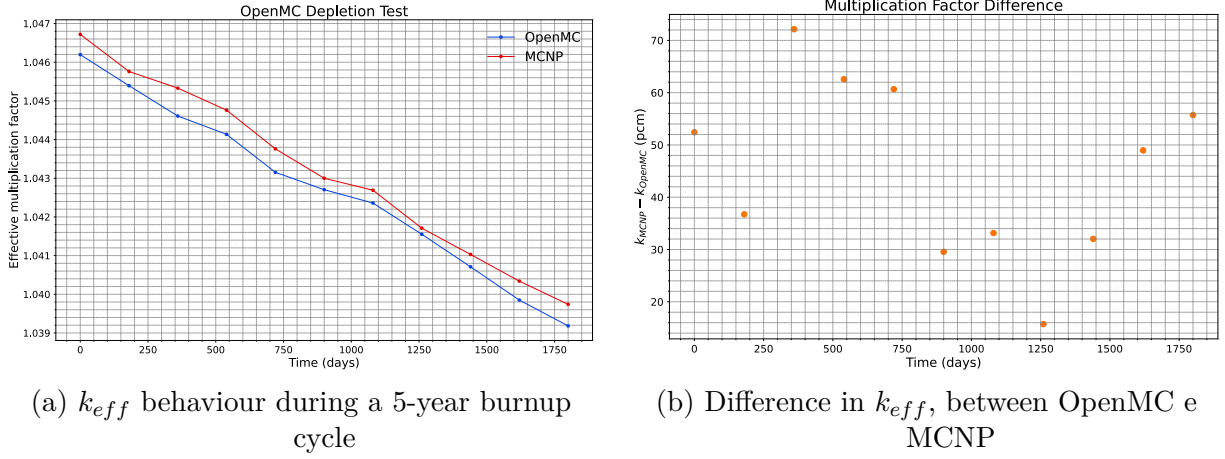 OpenMC Depletion Test
Effective multiplication factor
1.047
1.046
1.045
1.044
1.043
1.042
1.041
1.040
1.039
OpenMC
MCNP
0
250
500
750
1000
1250
1500
1750
Time (days)
(a) k_eff behaviour during a 5-year burnup
cycle
Multiplication Factor Difference
k_MCNP − k_OpenMC (pcm)
70
60
50
40
30
20
0
250
500
750
1000
1250
1500
1750
Time (days)
(b) Difference in k_eff, between OpenMC e
MCNP